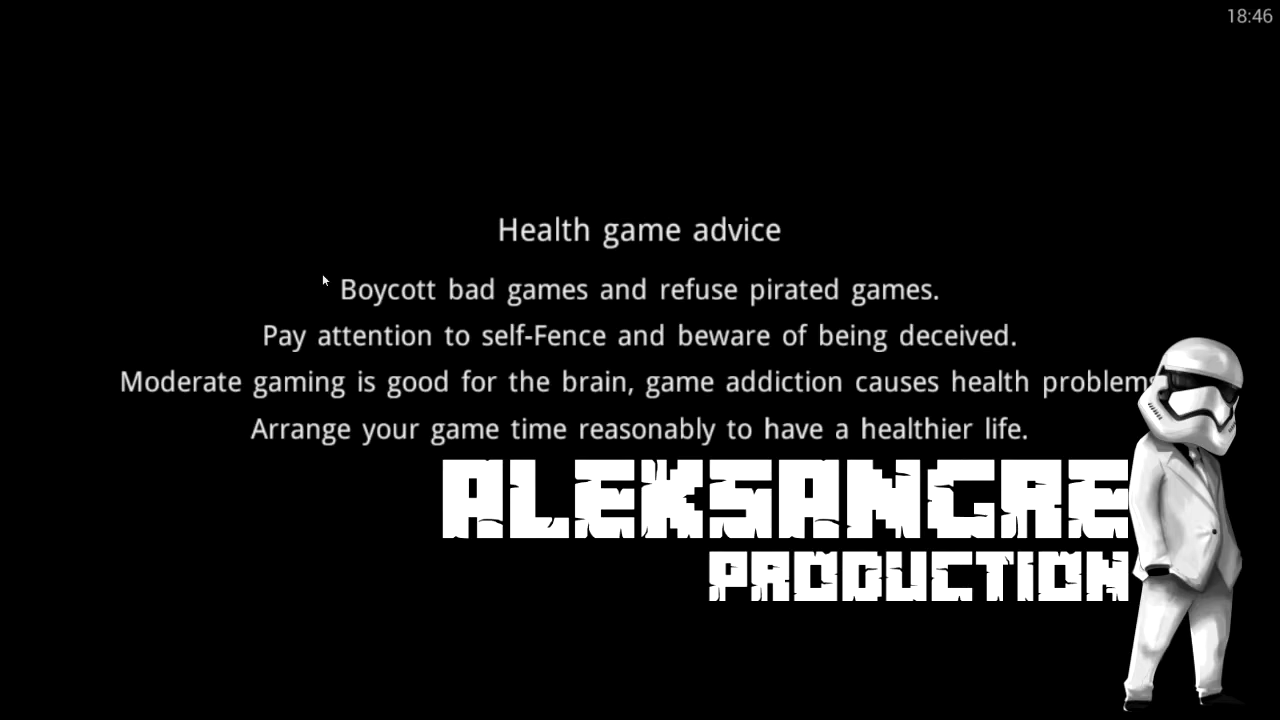 18:46
Health game advice
Boycott bad games and refuse pirated games.
Pay attention to self-Fence and beware of being deceived.
Moderate gaming is good for the brain, game addiction causes health problems
Arrange your game time reasonably to have a healthier life.
ALEKSANGRE
PRODUCTION